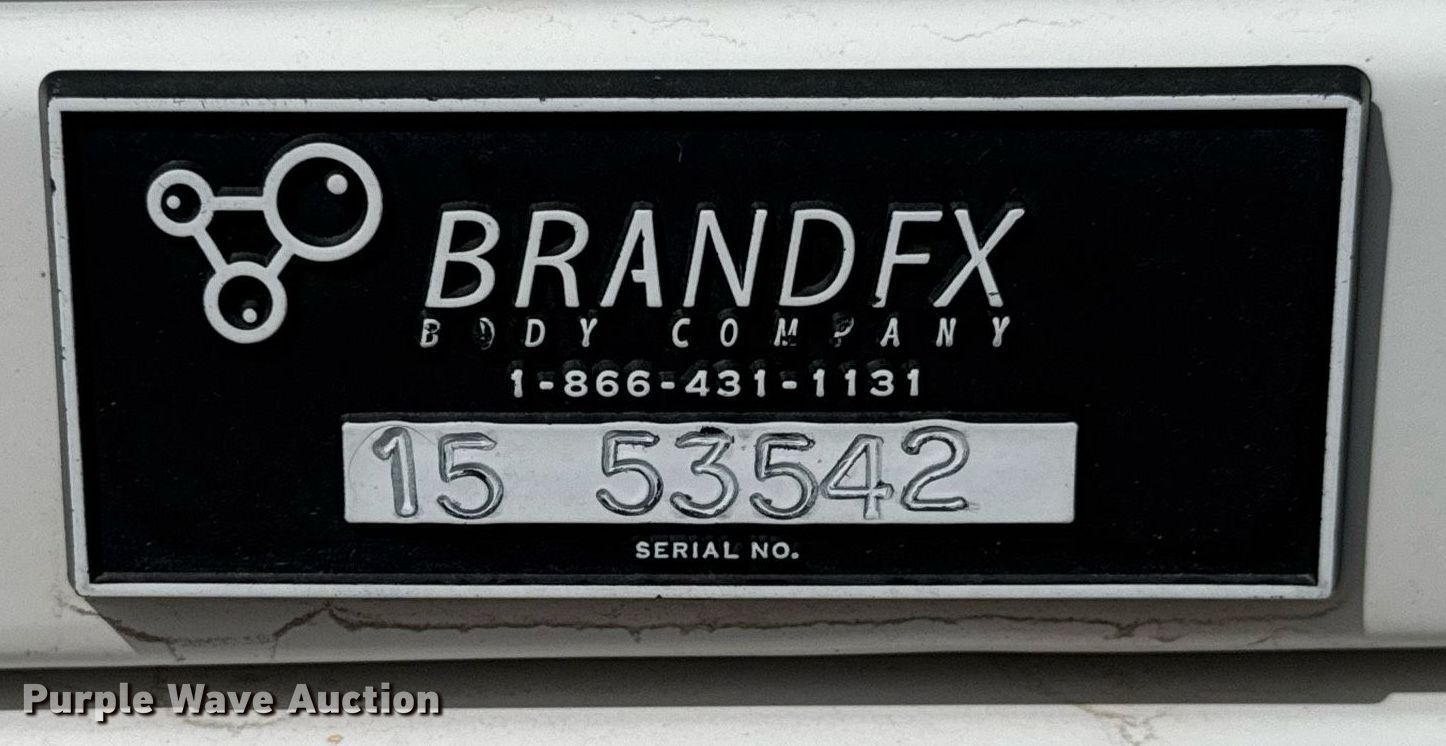 BRANDFX
BODY COMPANY
1-866-431-1131
15 53542
SERIAL NO.
Purple Wave Auction